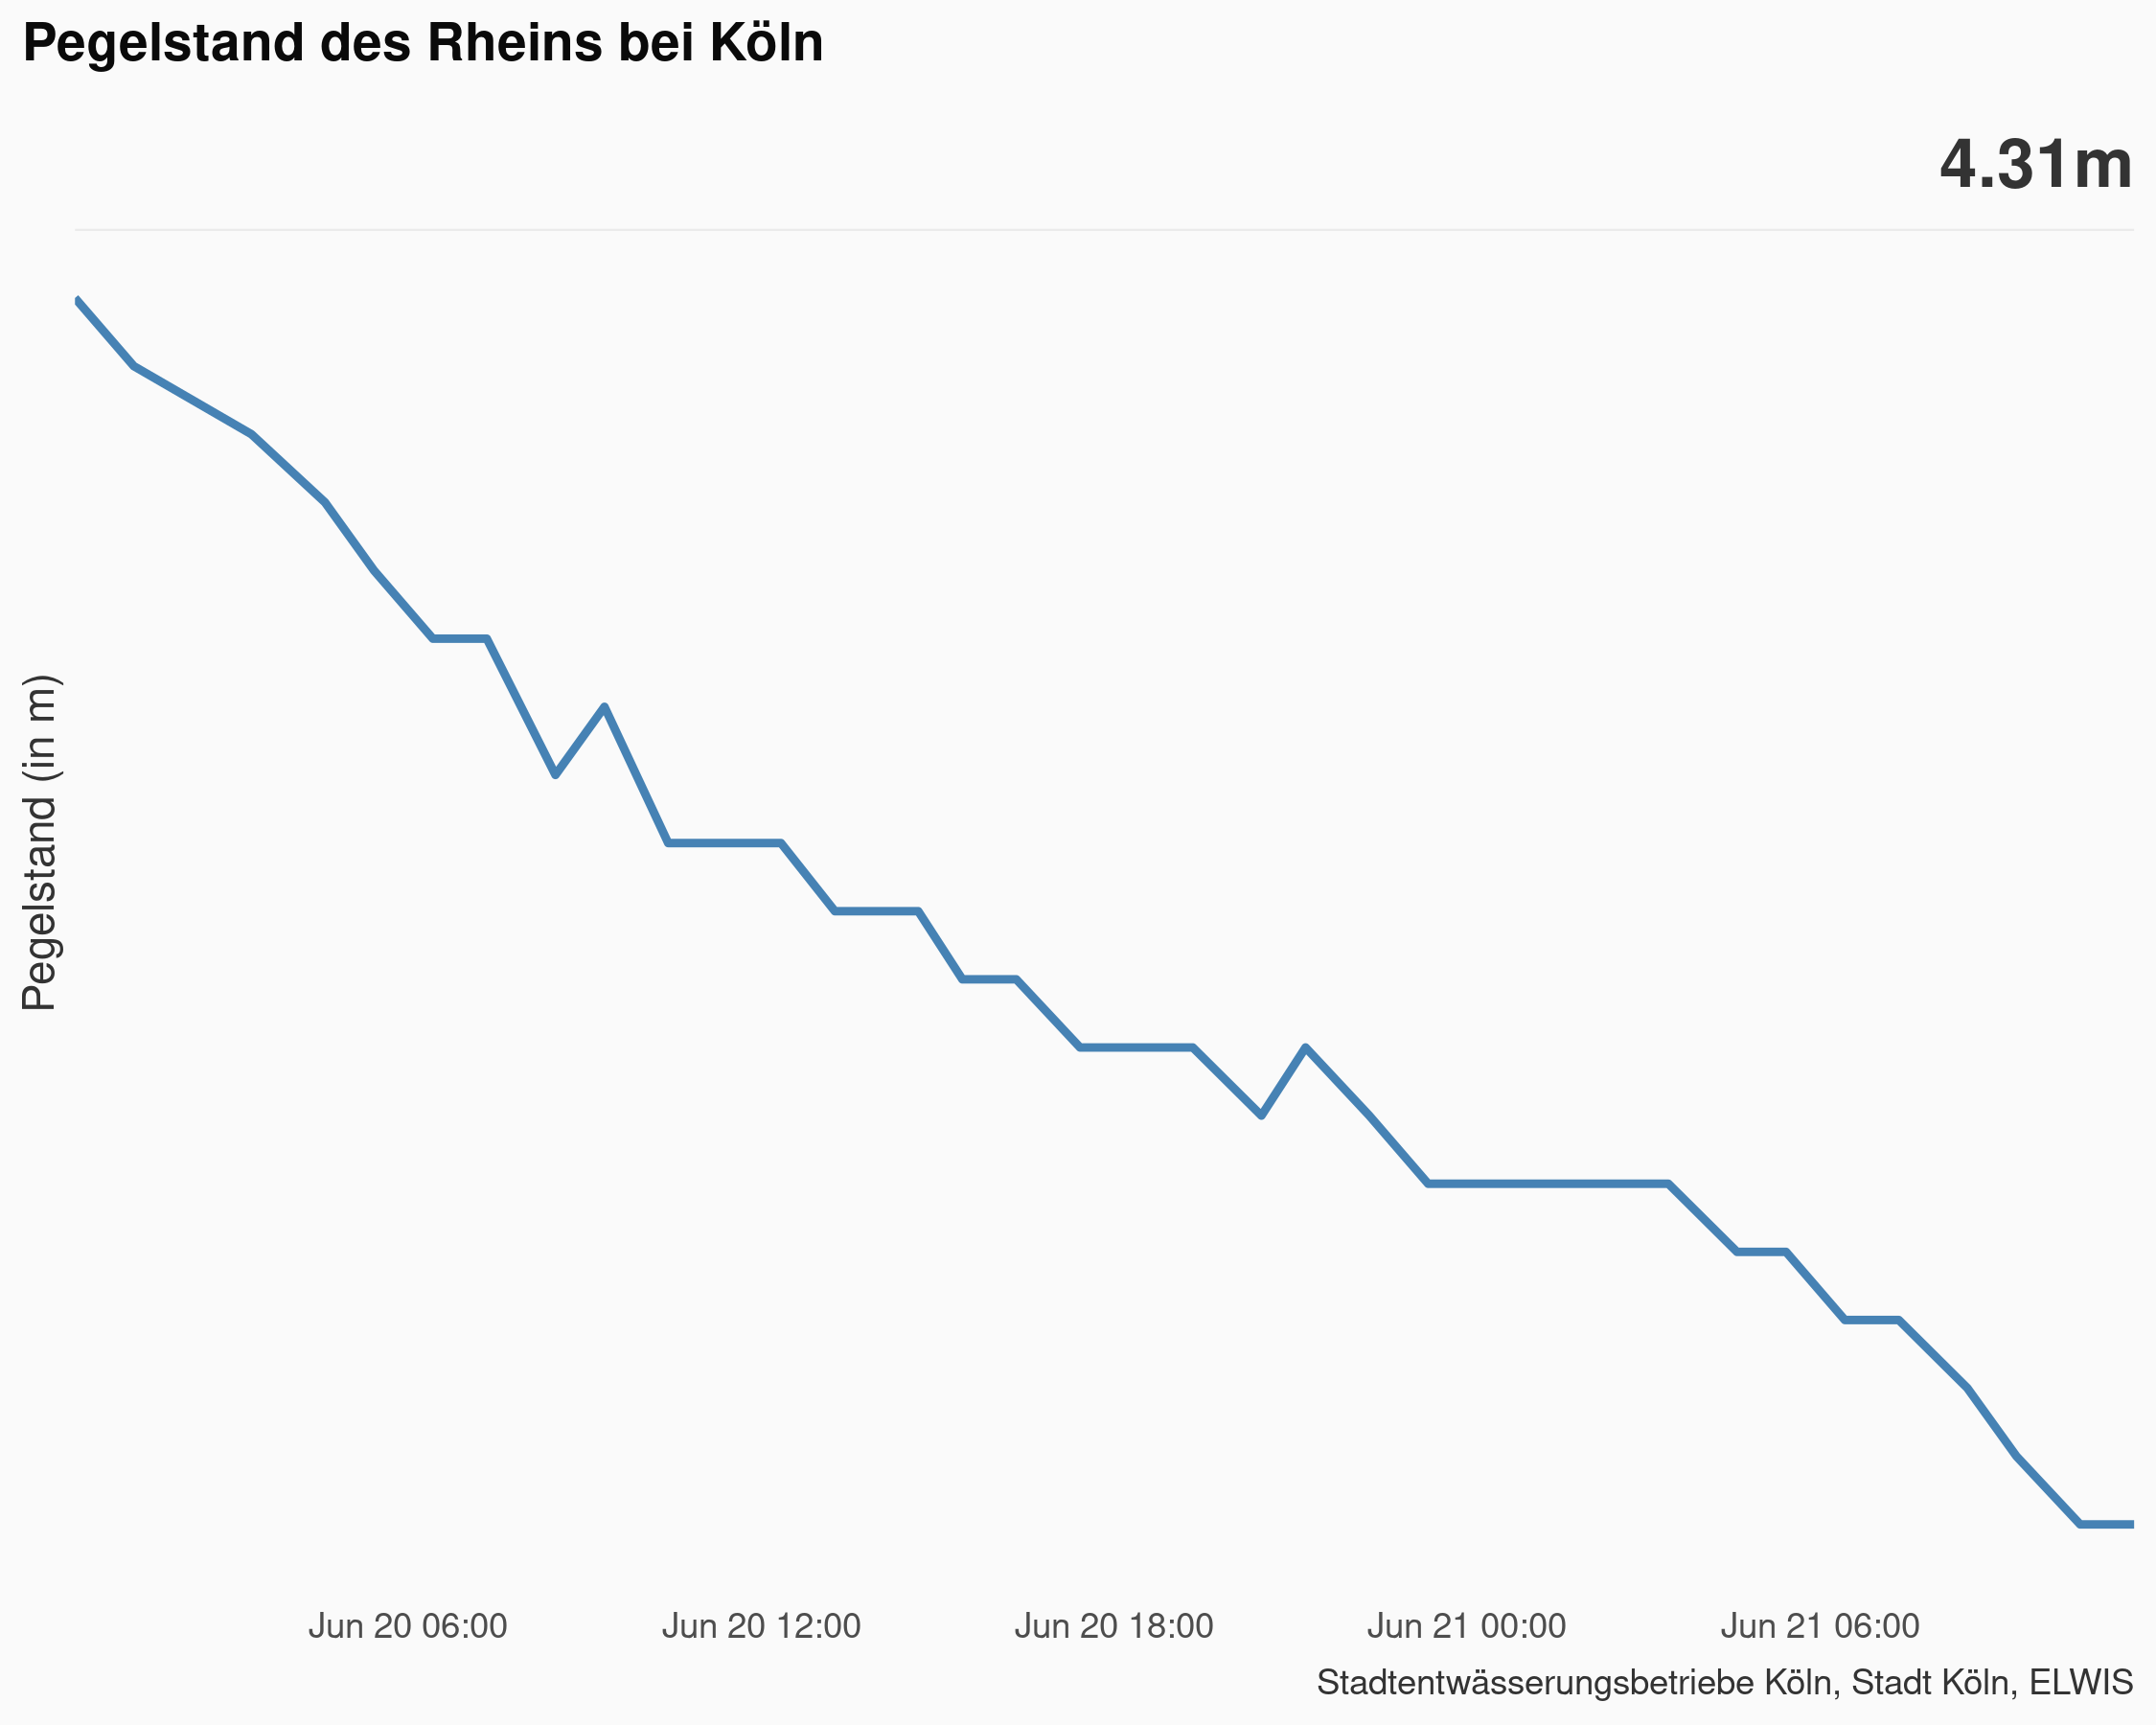 Pegelstand des Rheins bei Köln
4.31m
Pegelstand (in m)
Jun 20 06:00
Jun 20 12:00
Jun 20 18:00
Jun 21 00:00
Jun 21 06:00
Stadtentwässerungsbetriebe Köln, Stadt Köln, ELWIS